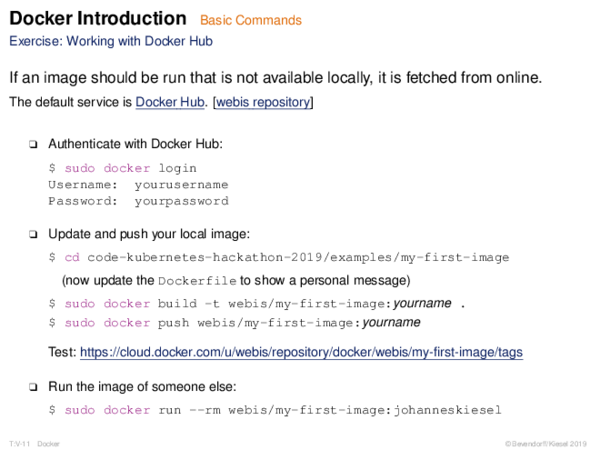 Docker Introduction Basic Commands
Exercise: Working with Docker Hub
If an image should be run that is not available locally, it is fetched from online.
The default service is Docker Hub. [webis repository]
❑ Authenticate with Docker Hub:
$ sudo docker login
Username: yourusername
Password: yourpassword
❑ Update and push your local image:
$ cd code-kubernetes-hackathon-2019/examples/my-first-image
(now update the Dockerfile to show a personal message)
$ sudo docker build -t webis/my-first-image:yourname .
$ sudo docker push webis/my-first-image:yourname
Test: https://cloud.docker.com/u/webis/repository/docker/webis/my-first-image/tags
❑ Run the image of someone else:
$ sudo docker run --rm webis/my-first-image:johanneskiesel
T:V-11 Docker
© Bevendorff/Kiesel 2019